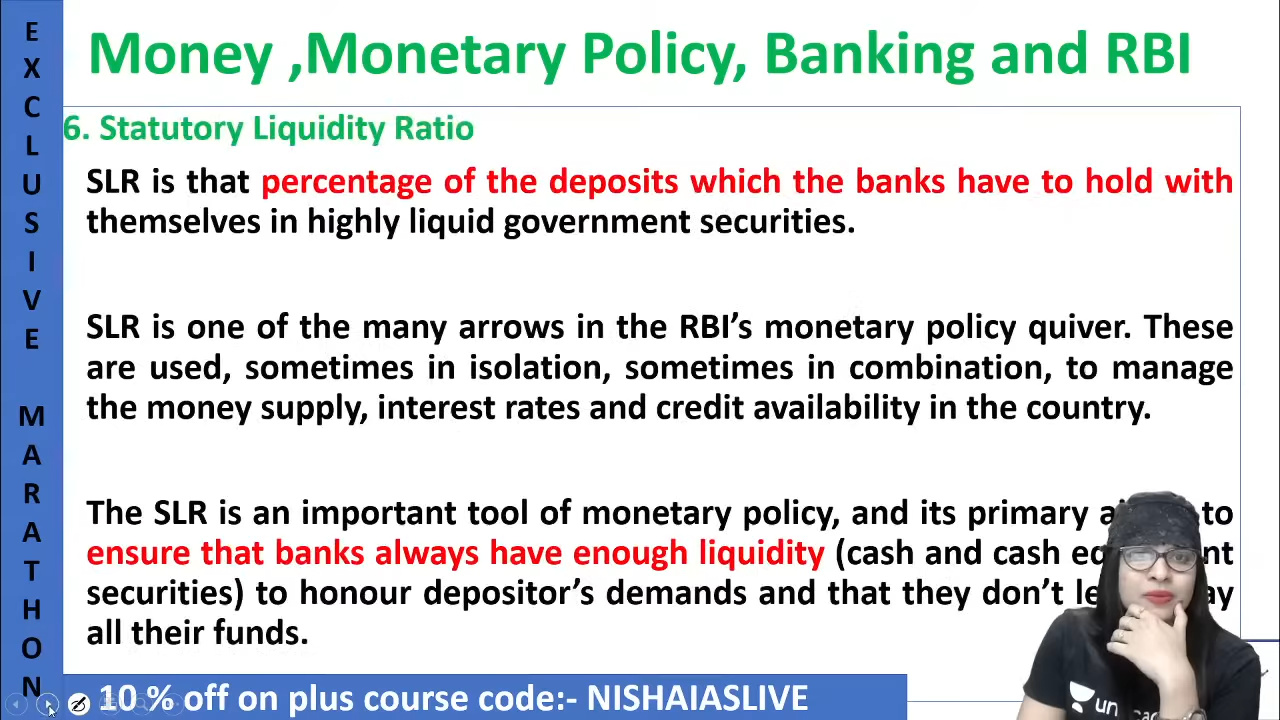 EXCLUSIVE MARATHON
Money ,Monetary Policy, Banking and RBI
6. Statutory Liquidity Ratio
SLR is that percentage of the deposits which the banks have to hold with
themselves in highly liquid government securities.
SLR is one of the many arrows in the RBI’s monetary policy quiver. These
are used, sometimes in isolation, sometimes in combination, to manage
the money supply, interest rates and credit availability in the country.
The SLR is an important tool of monetary policy, and its primary to
ensure that banks always have enough liquidity (cash and cash
securities) to honour depositor’s demands and that they don’t
all their funds.
10 % off on plus course code:- NISHAIASLIVE